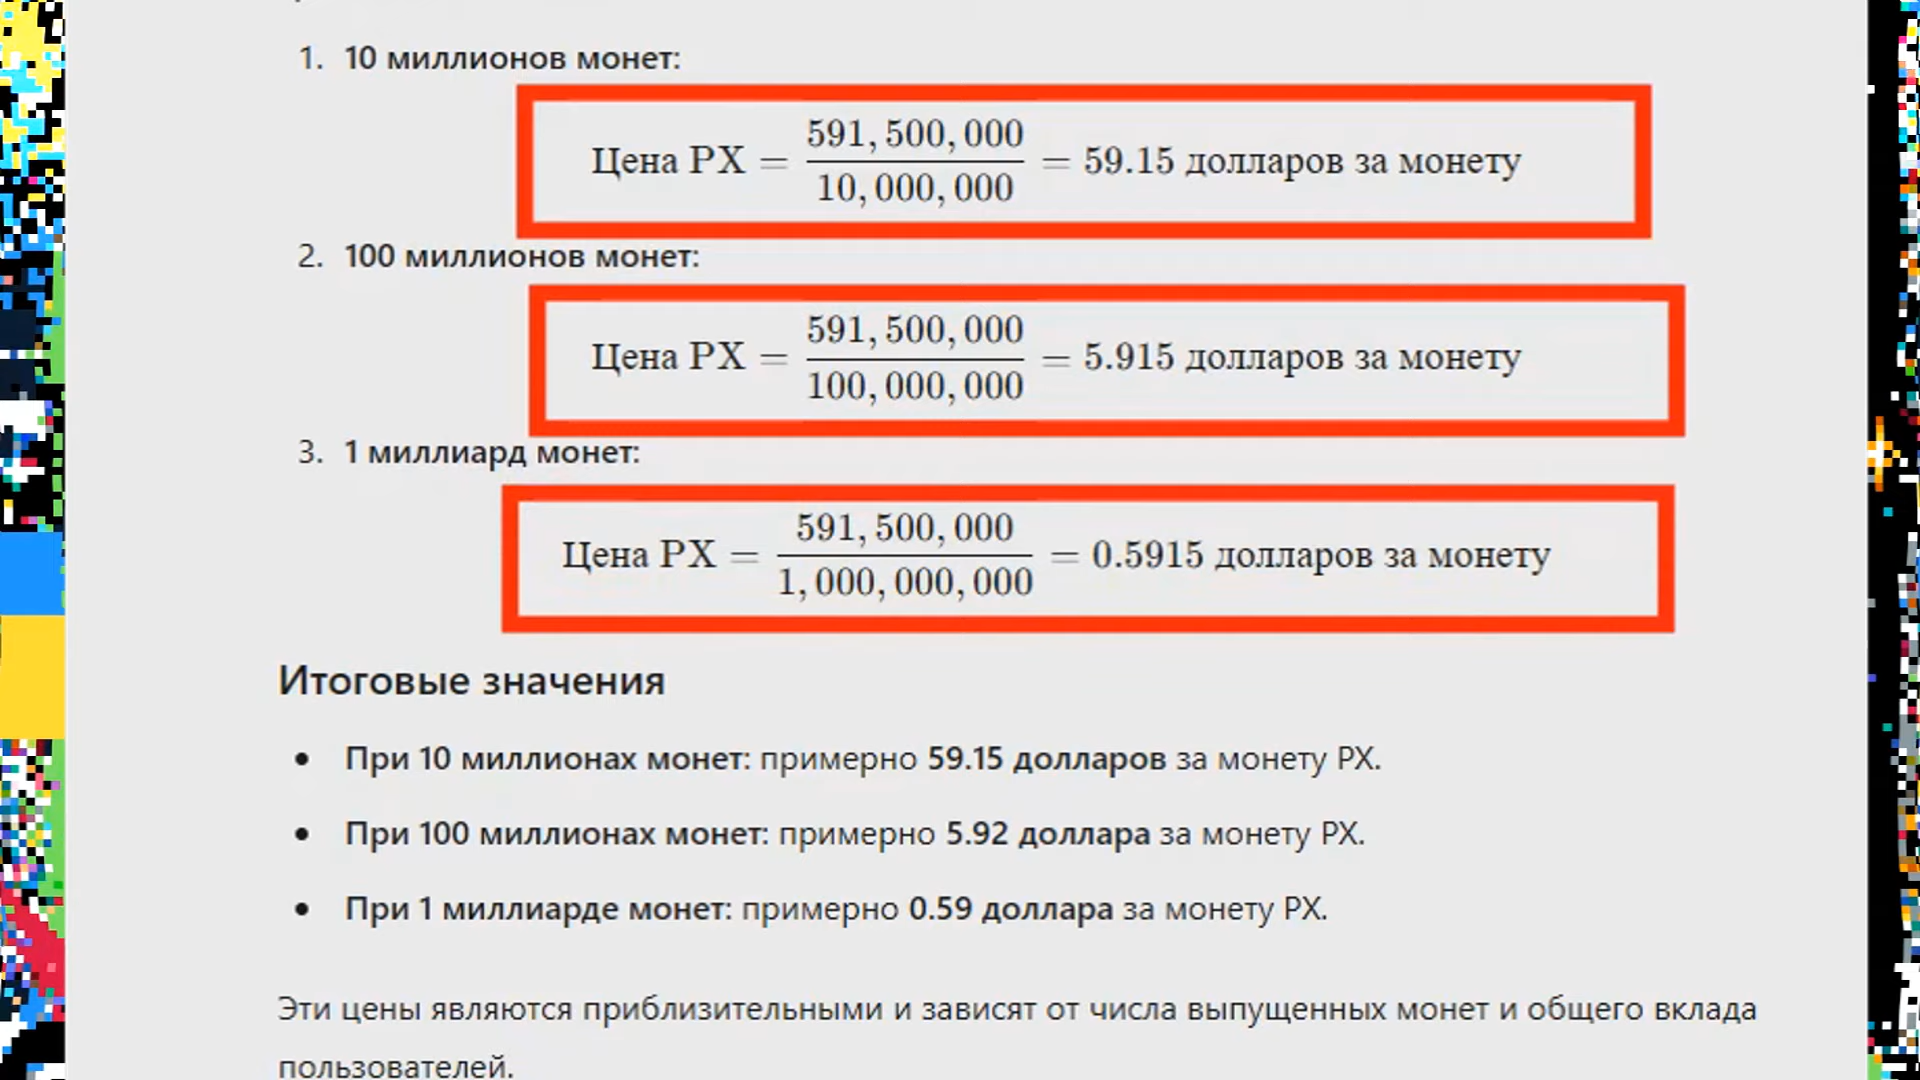 1. 10 миллионов монет:
Цена PX = 591, 500, 000 / 10, 000, 000 = 59.15 долларов за монету
2. 100 миллионов монет:
Цена PX = 591, 500, 000 / 100, 000, 000 = 5.915 долларов за монету
3. 1 миллиард монет:
Цена PX = 591, 500, 000 / 1, 000, 000, 000 = 0.5915 долларов за монету
Итоговые значения
• При 10 миллионах монет: примерно 59.15 долларов за монету PX.
• При 100 миллионах монет: примерно 5.92 доллара за монету PX.
• При 1 миллиарде монет: примерно 0.59 доллара за монету PX.
Эти цены являются приблизительными и зависят от числа выпущенных монет и общего вклада
пользователей.